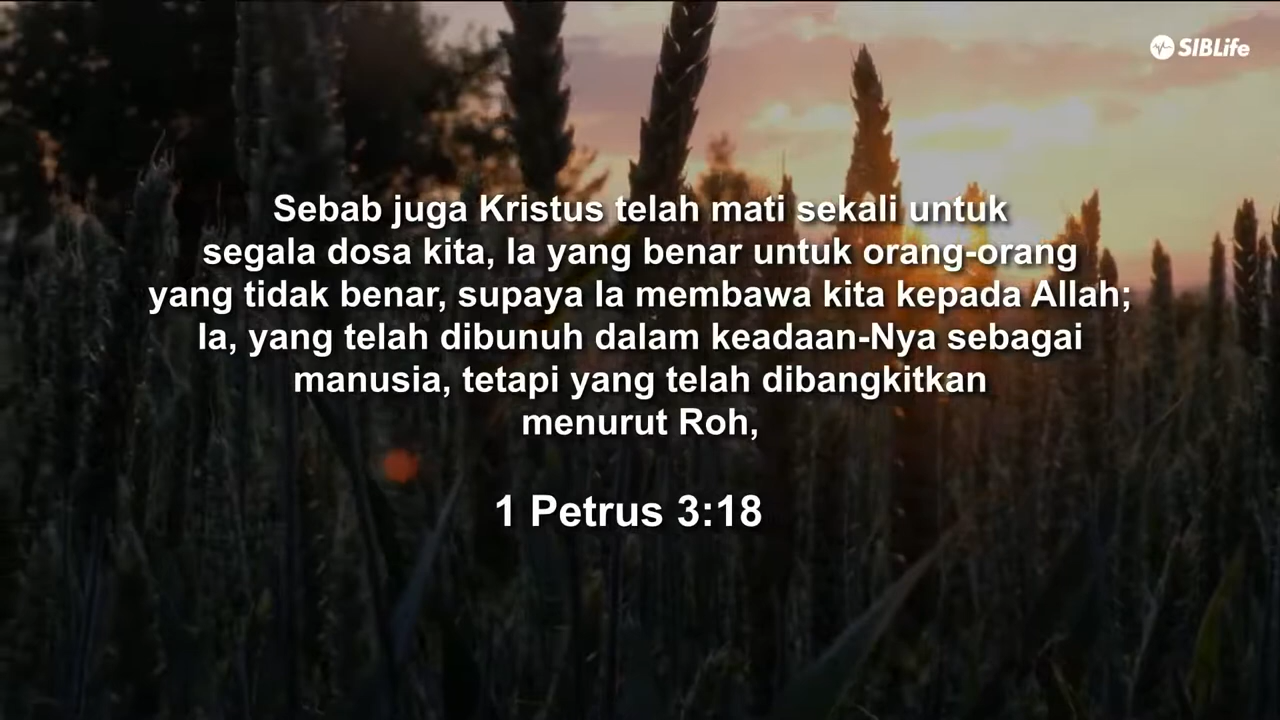 SIBLife
Sebab juga Kristus telah mati sekali untuk
segala dosa kita, Ia yang benar untuk orang-orang
yang tidak benar, supaya Ia membawa kita kepada Allah;
Ia, yang telah dibunuh dalam keadaan-Nya sebagai
manusia, tetapi yang telah dibangkitkan
menurut Roh,
1 Petrus 3:18